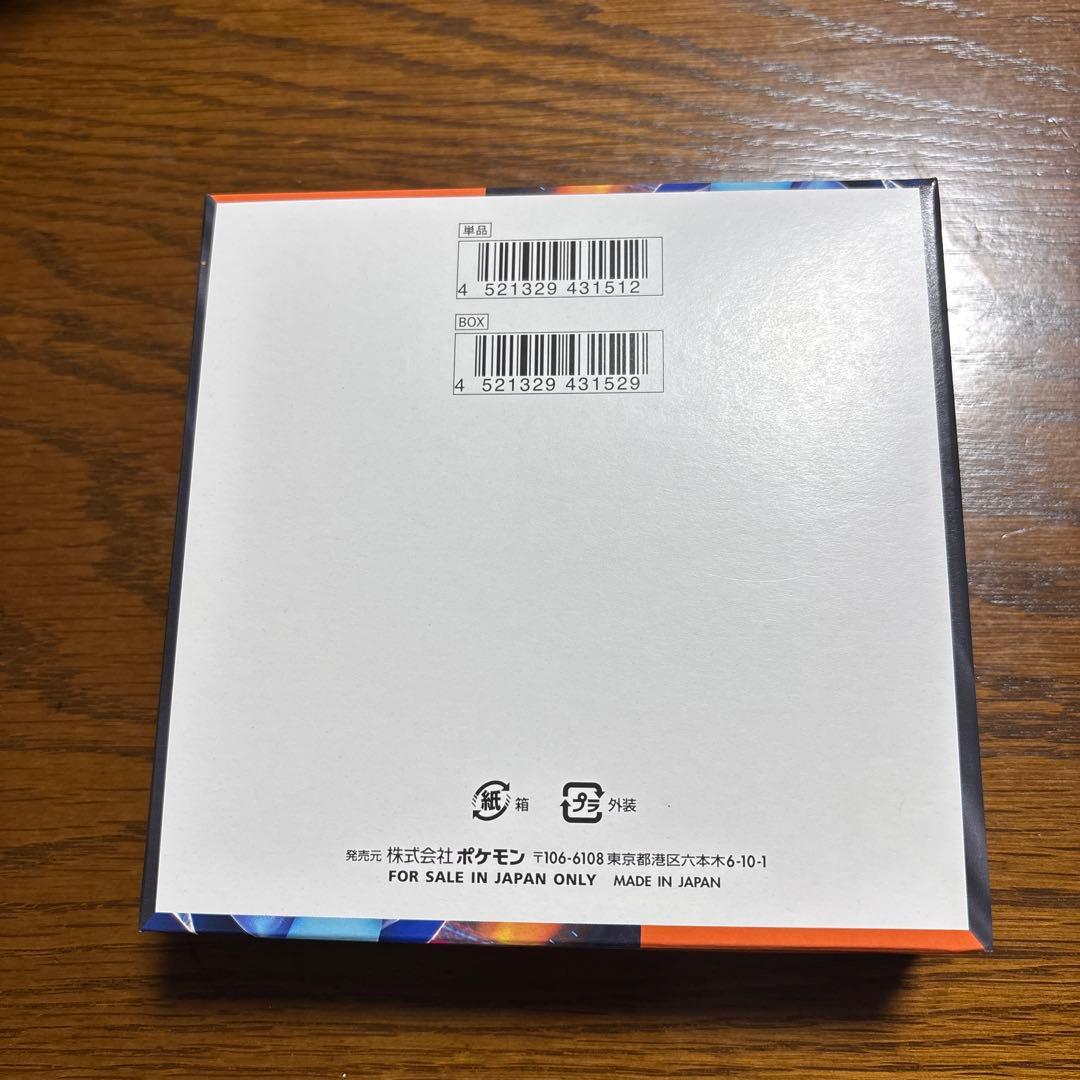 単品
4 521329 431512
BOX
4 521329 431529
紙 箱 プラ 外装
発売元 株式会社 ポケモン 〒106-6108 東京都港区六本木6-10-1
FOR SALE IN JAPAN ONLY MADE IN JAPAN